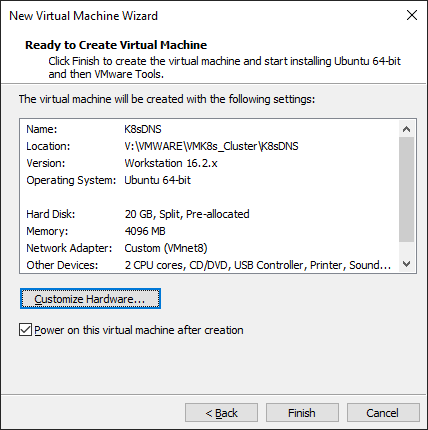 New Virtual Machine Wizard
Ready to Create Virtual Machine
Click Finish to create the virtual machine and start installing Ubuntu 64-bit
and then VMware Tools.
The virtual machine will be created with the following settings:
Name: K8sDNS
Location: V:\VMWARE\VMK8s_Cluster\K8sDNS
Version: Workstation 16.2.x
Operating System: Ubuntu 64-bit
Hard Disk: 20 GB, Split, Pre-allocated
Memory: 4096 MB
Network Adapter: Custom (VMnet8)
Other Devices: 2 CPU cores, CD/DVD, USB Controller, Printer, Sound...
Customize Hardware...
Power on this virtual machine after creation
< Back Finish Cancel